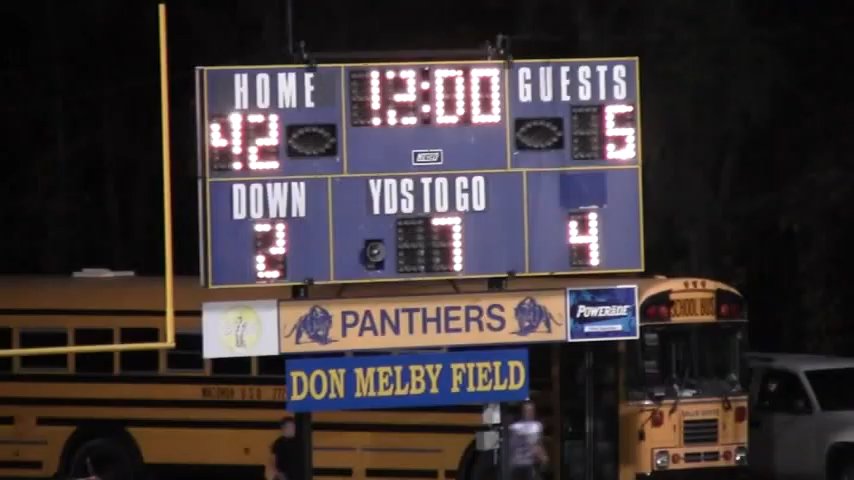 HOME 12:00 GUESTS
42 5
DOWN YDS TO GO
2 7 4
PANTHERS
POWERADE
SCHOOL BUS
DON MELBY FIELD